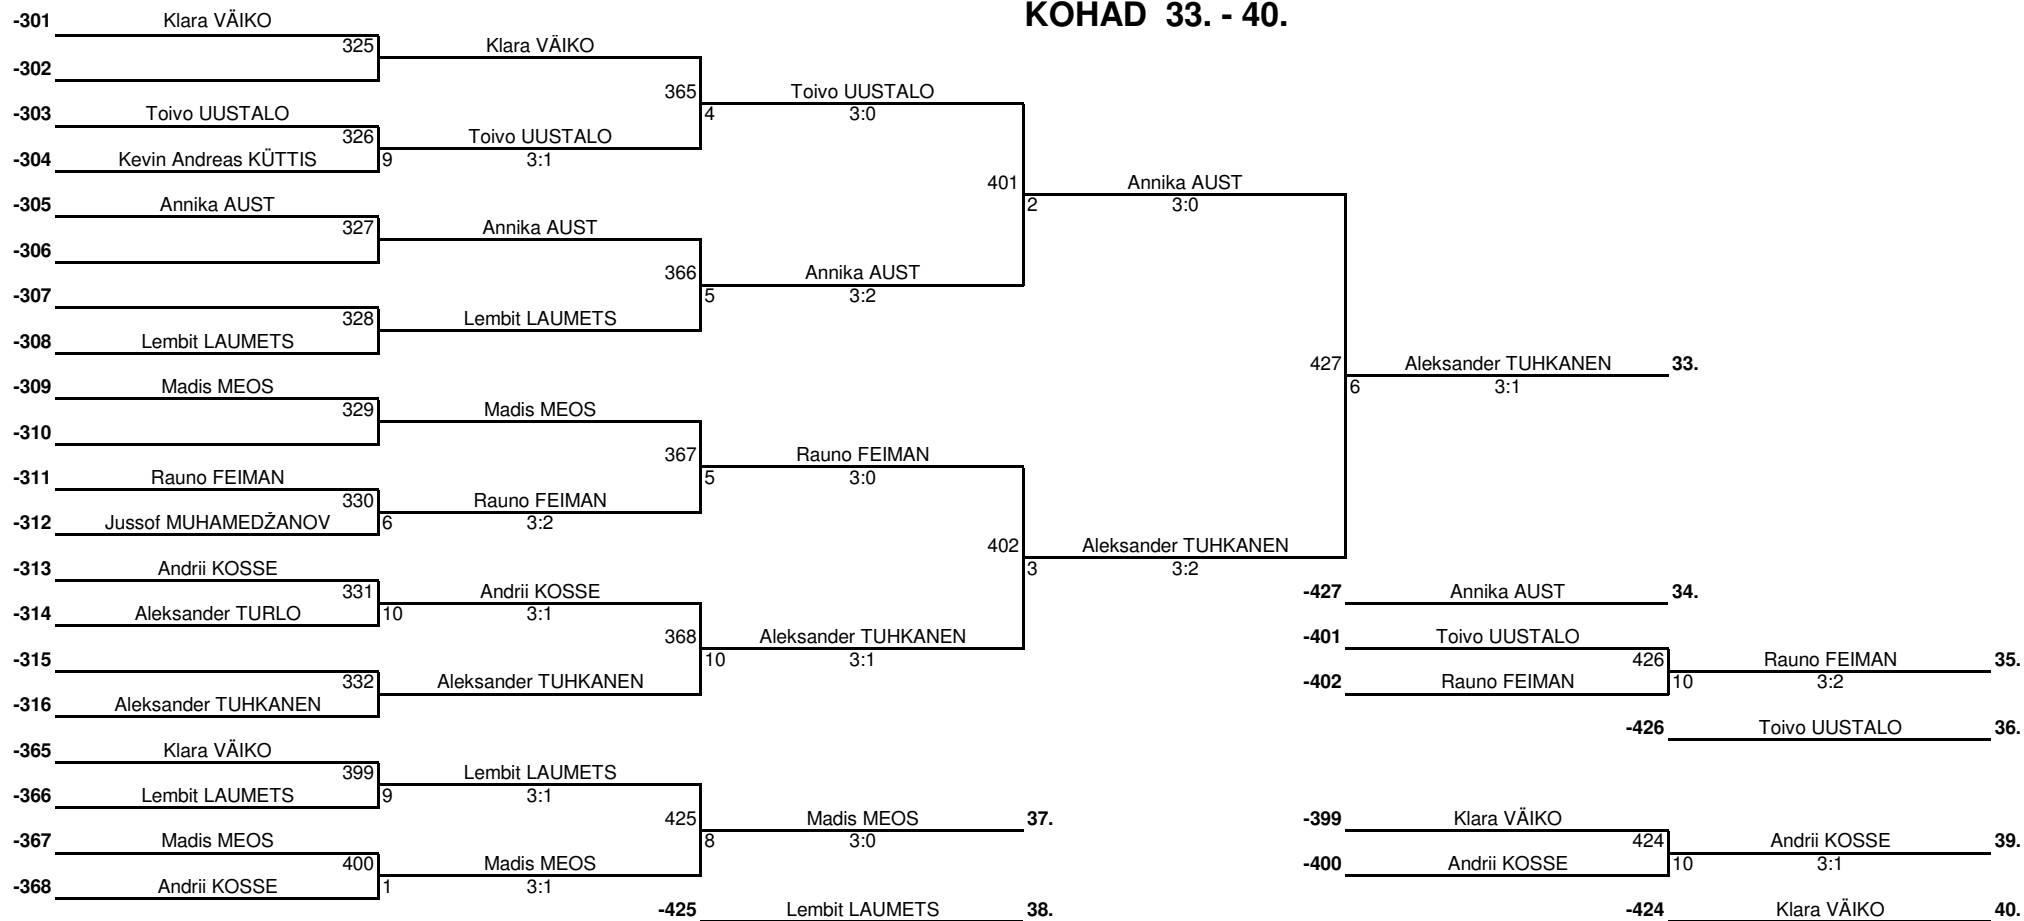 KOHAD 33. - 40.
-301 Klara VÄIKO
325 Klara VÄIKO
-302
365 Toivo UUSTALO
-303 Toivo UUSTALO 4 3:0
326 Toivo UUSTALO
-304 Kevin Andreas KÜTTIS 9 3:1
401 Annika AUST
-305 Annika AUST 2 3:0
327 Annika AUST
-306
366 Annika AUST
-307 5 3:2
328 Lembit LAUMETS
-308 Lembit LAUMETS
427 Aleksander TUHKANEN 33.
-309 Madis MEOS 6 3:1
329 Madis MEOS
-310
367 Rauno FEIMAN
-311 Rauno FEIMAN 5 3:0
330 Rauno FEIMAN
-312 Jussof MUHAMEDŽANOV 6 3:2
402 Aleksander TUHKANEN
-313 Andrii KOSSE 3 3:2
331 Andrii KOSSE -427 Annika AUST 34.
-314 Aleksander TURLO 10 3:1
368 Aleksander TUHKANEN -401 Toivo UUSTALO
-315 10 3:1 426 Rauno FEIMAN 35.
332 Aleksander TUHKANEN -402 Rauno FEIMAN 10 3:2
-316 Aleksander TUHKANEN
-426 Toivo UUSTALO 36.
-365 Klara VÄIKO
399 Lembit LAUMETS
-366 Lembit LAUMETS 9 3:1
425 Madis MEOS 37. -399 Klara VÄIKO
-367 Madis MEOS 8 3:0 424 Andrii KOSSE 39.
400 Madis MEOS -400 Andrii KOSSE 10 3:1
-368 Andrii KOSSE 1 3:1
-425 Lembit LAUMETS 38. -424 Klara VÄIKO 40.